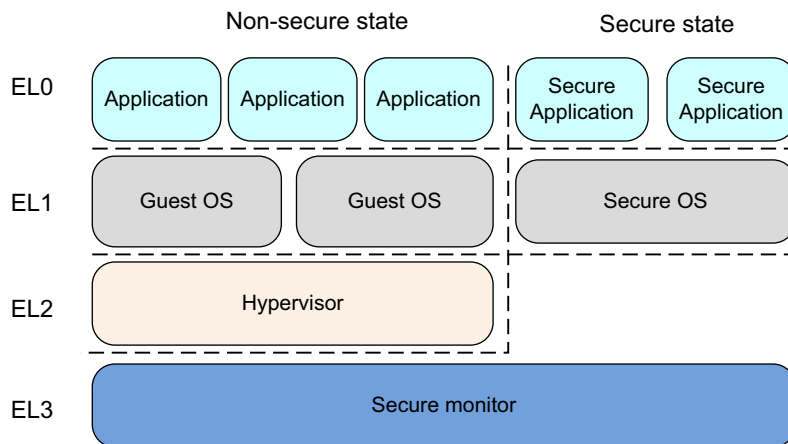 Non-secure state
Secure state
EL0
Application
Application
Application
Secure
Application
Secure
Application
EL1
Guest OS
Guest OS
Secure OS
EL2
Hypervisor
EL3
Secure monitor